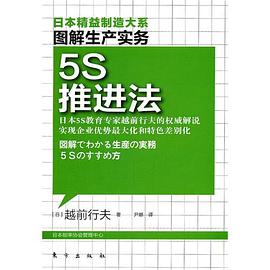 日本精益制造大系
图解生产实务
5S
推进法
日本5S教育专家越前行夫的权威解说
实现企业优势最大化和特色差别化
図解でわかる生産の実務
5Sのすすめ方
[日] 越前行夫 著 尹娜 译
日本能率协会管理中心
东方出版社